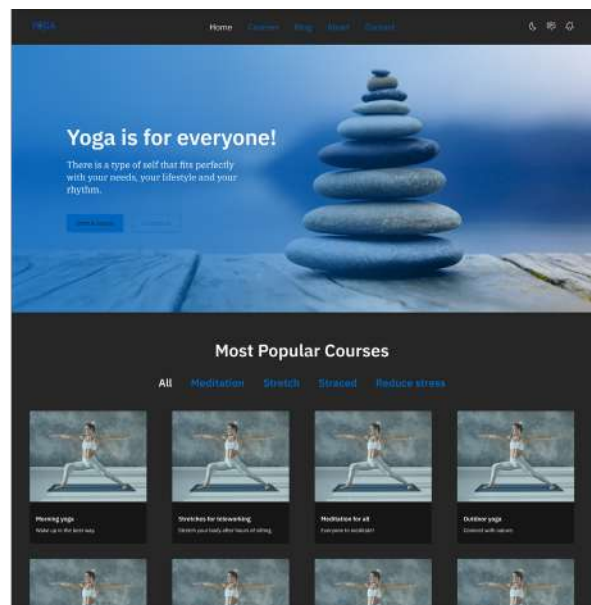 YOGA
Home Courses Blog About Contact
Yoga is for everyone!
There is a type of self that fits perfectly
with your needs, your lifestyle and your
rhythm.
Most Popular Courses
All Meditation Stretch Straced Reduce stress
Morning yoga
Wake up in the best way.
Stretches for teleworking
Stretch your body after hours of sitting.
Meditation for all
Everyone to meditate!
Outdoor yoga
Connect with nature.